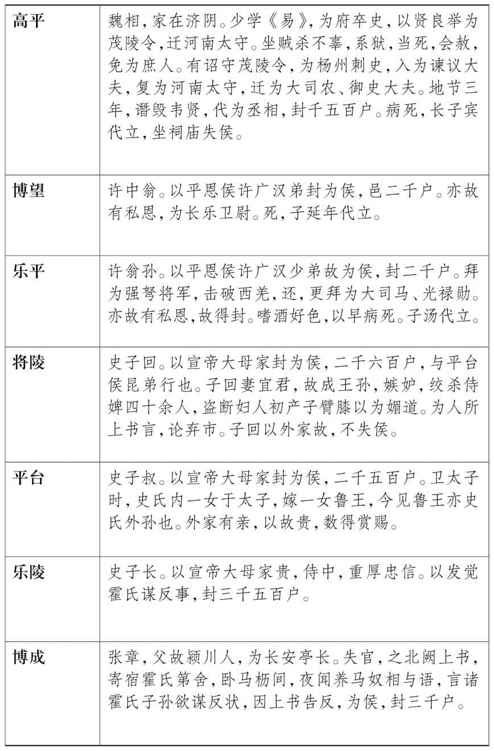 高平
魏相，家在济阴。少学《易》，为府卒史，以贤良举为
茂陵令，迁河南太守。坐贼杀不辜，系狱，当死，会赦，
免为庶人。有诏守茂陵令，为杨州刺史，入为谏议大
夫，复为河南太守，迁为大司农、御史大夫。地节三
年，谮毁韦贤，代为丞相，封千五百户。病死，长子宾
代立，坐祠庙失侯。
博望
许中翁。以平恩侯许广汉弟封为侯，邑二千户。亦故
有私恩，为长乐卫尉。死，子延年代立。
乐平
许翁孙。以平恩侯许广汉少弟故为侯，封二千户。拜
为强弩将军，击破西羌，还，更拜为大司马、光禄勋。
亦故有私恩，故得封。嗜酒好色，以早病死。子汤代立。
将陵
史子回。以宣帝大母家封为侯，二千六百户，与平台
侯昆弟行也。子回妻宜君，故成王孙，嫉妒，绞杀侍
婢四十余人，盗断妇人初产子臂膝以为媚道。为人所
上书言，论弃市。子回以外家故，不失侯。
平台
史子叔。以宣帝大母家封为侯，二千五百户。卫太子
时，史氏内一女于太子，嫁一女鲁王，今见鲁王亦史
氏外孙也。外家有亲，以故贵，数得赏赐。
乐陵
史子长。以宣帝大母家贵，侍中，重厚忠信。以发觉
霍氏谋反事，封三千五百户。
博成
张章，父故颍川人，为长安亭长。失官，之北阙上书，
寄宿霍氏第舍，卧马枥间，夜闻养马奴相与语，言诸
霍氏子孙欲谋反状，因上书告反，为侯，封三千户。